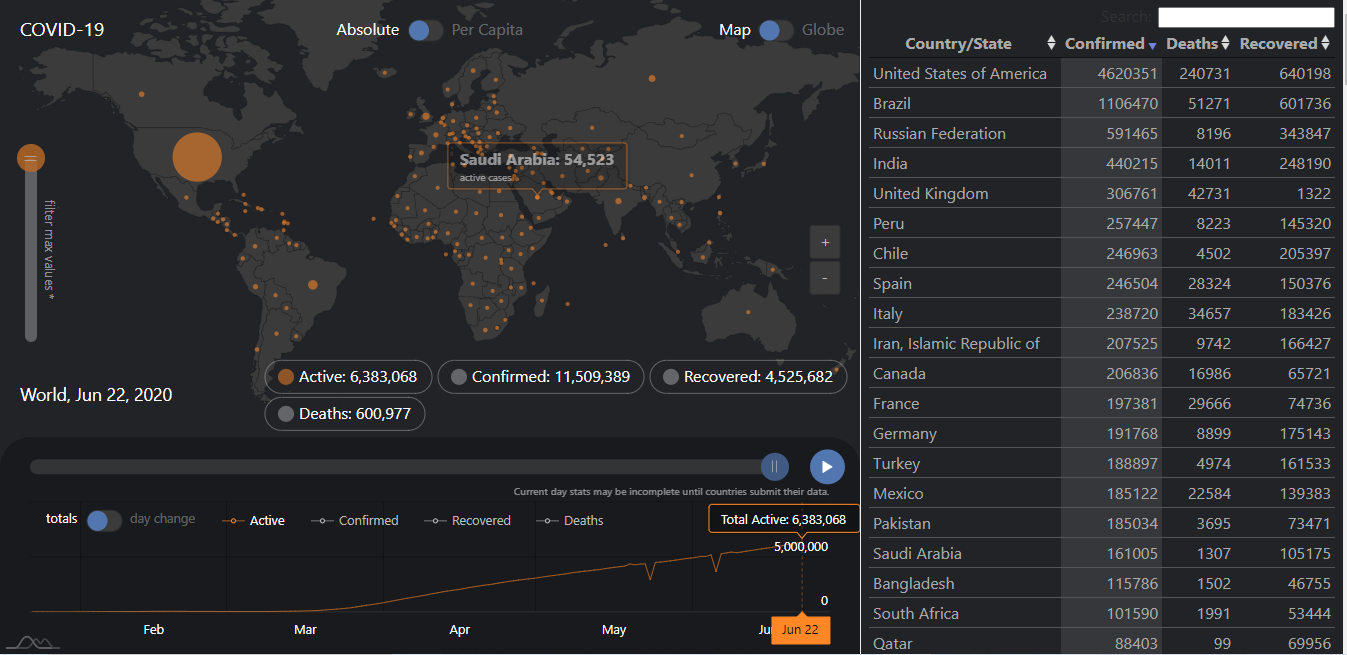 COVID-19
Absolute Per Capita
Map Globe
Saudi Arabia: 54,523
active cases
filter max values *
+
-
World, Jun 22, 2020
Active: 6,383,068
Confirmed: 11,509,389
Recovered: 4,525,682
Deaths: 600,977
Current day stats may be incomplete until countries submit their data.
totals day change
Active Confirmed Recovered Deaths
Total Active: 6,383,068
5,000,000
0
Feb Mar Apr May Ju Jun 22
Search:
Country/State Confirmed Deaths Recovered
United States of America 4620351 240731 640198
Brazil 1106470 51271 601736
Russian Federation 591465 8196 343847
India 440215 14011 248190
United Kingdom 306761 42731 1322
Peru 257447 8223 145320
Chile 246963 4502 205397
Spain 246504 28324 150376
Italy 238720 34657 183426
Iran, Islamic Republic of 207525 9742 166427
Canada 206836 16986 65721
France 197381 29666 74736
Germany 191768 8899 175143
Turkey 188897 4974 161533
Mexico 185122 22584 139383
Pakistan 185034 3695 73471
Saudi Arabia 161005 1307 105175
Bangladesh 115786 1502 46755
South Africa 101590 1991 53444
Qatar 88403 99 69956